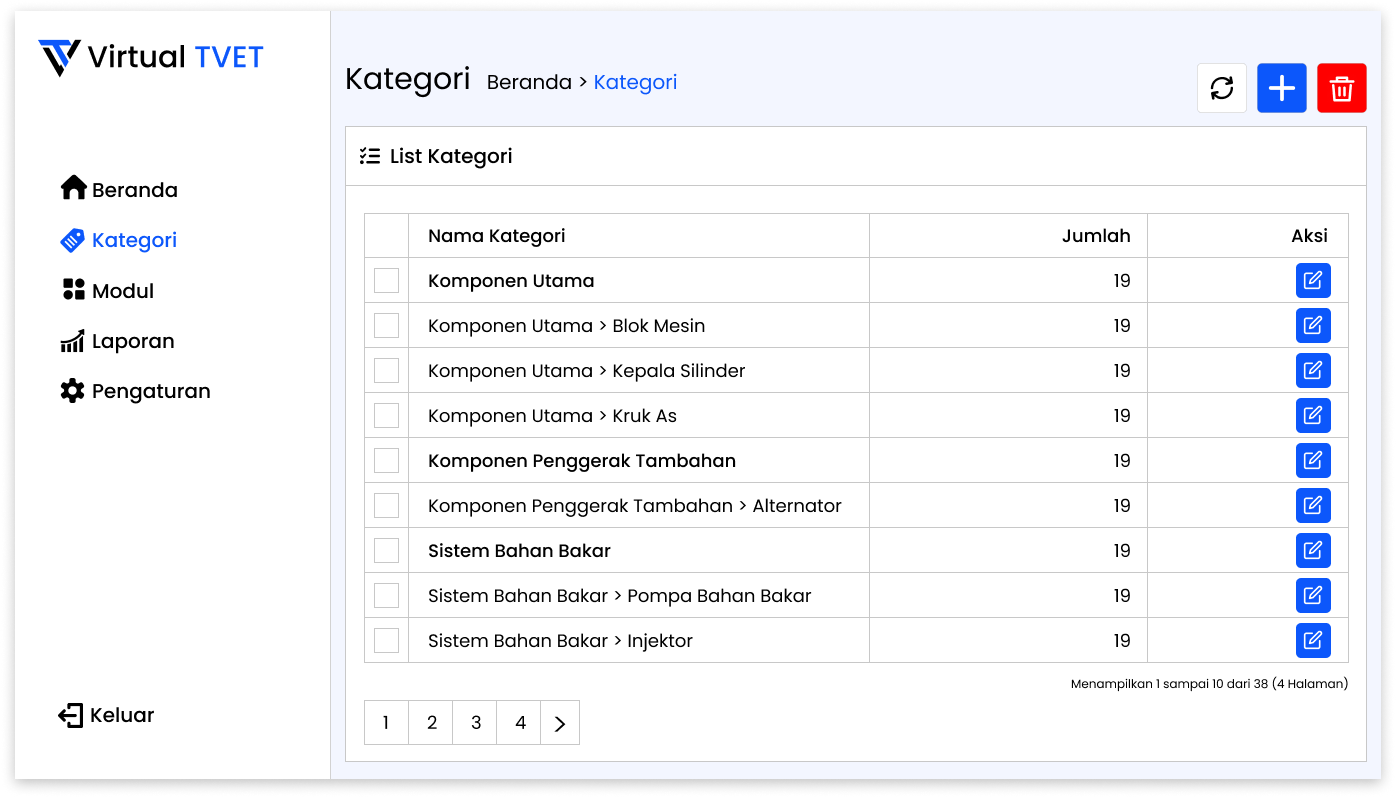 Virtual TVET
Beranda
Kategori
Modul
Laporan
Pengaturan
Keluar
Kategori Beranda > Kategori
List Kategori
Nama Kategori Jumlah Aksi
Komponen Utama 19
Komponen Utama > Blok Mesin 19
Komponen Utama > Kepala Silinder 19
Komponen Utama > Kruk As 19
Komponen Penggerak Tambahan 19
Komponen Penggerak Tambahan > Alternator 19
Sistem Bahan Bakar 19
Sistem Bahan Bakar > Pompa Bahan Bakar 19
Sistem Bahan Bakar > Injektor 19
Menampilkan 1 sampai 10 dari 38 (4 Halaman)
1 2 3 4 >